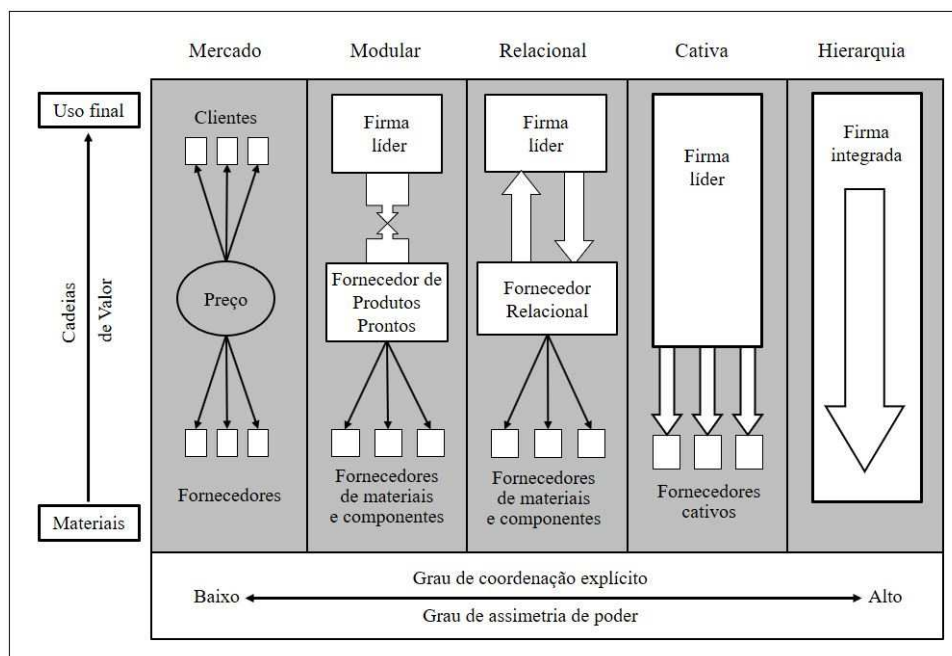 Mercado
Modular
Relacional
Cativa
Hierarquia
Uso final
Cadeias
de Valor
Materiais
Clientes
Preço
Fornecedores
Firma
líder
Fornecedor de
Produtos
Prontos
Fornecedores
de materiais
e componentes
Firma
líder
Fornecedor
Relacional
Fornecedores
de materiais
e componentes
Firma
líder
Fornecedores
cativos
Firma
integrada
Grau de coordenação explícito
Baixo
Alto
Grau de assimetria de poder